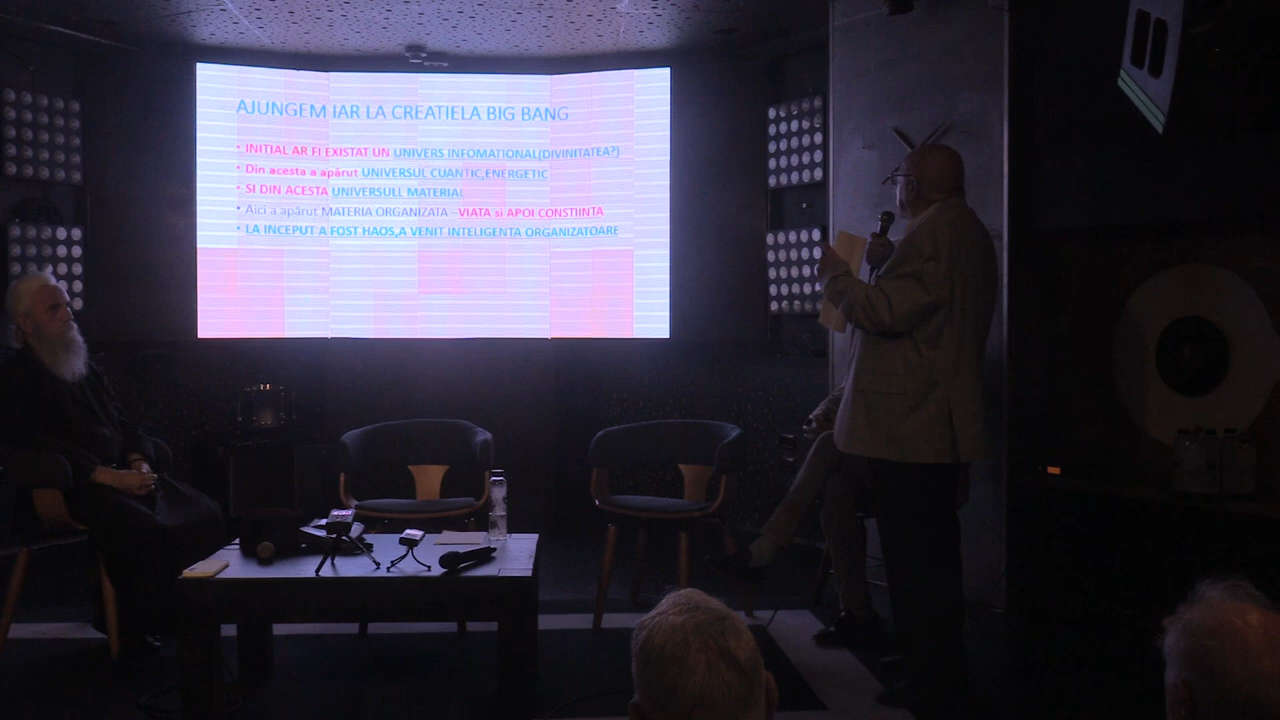 AJUNGEM IAR LA CREATIELA BIG BANG
• INITIAL AR FI EXISTAT UN UNIVERS INFOMATIONAL(DIVINITATEA?)
• Din acesta a apărut UNIVERSUL CUANTIC,ENERGETIC
• SI DIN ACESTA UNIVERSULL MATERIAL
• Aici a apărut MATERIA ORGANIZATA –VIATA si APOI CONSTIINTA
• LA INCEPUT A FOST HAOS,A VENIT INTELIGENTA ORGANIZATOARE